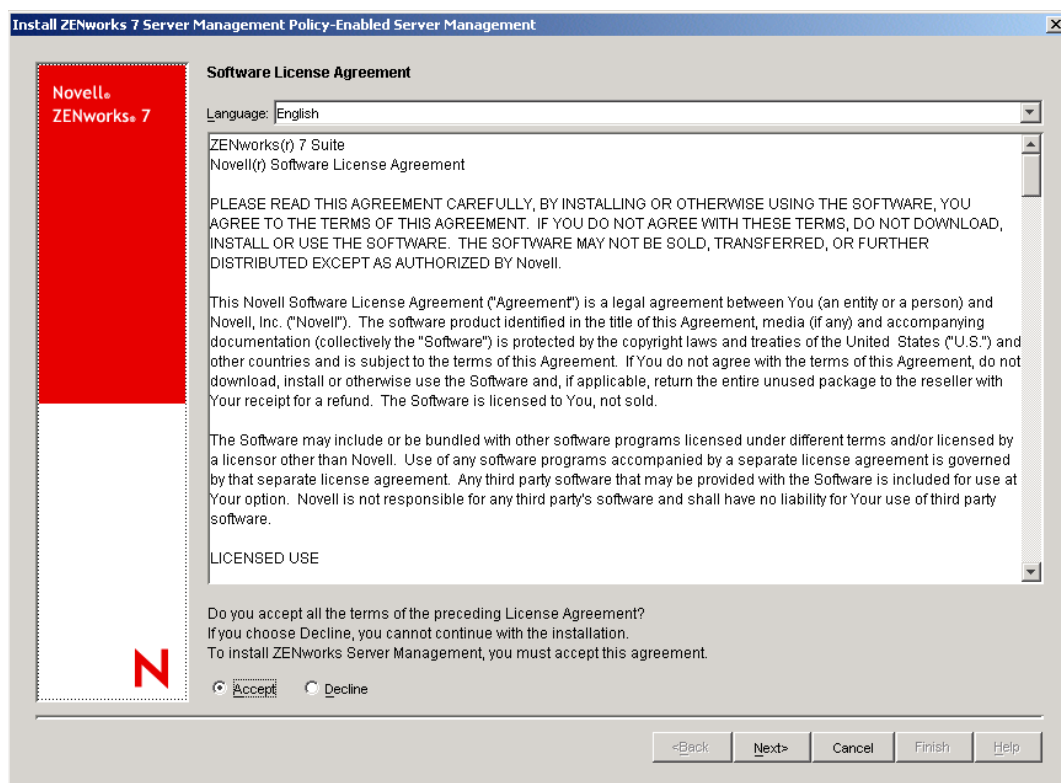 Install ZENworks 7 Server Management Policy-Enabled Server Management
Novell®
ZENworks® 7
Software License Agreement
Language: English
ZENworks(r) 7 Suite
Novell(r) Software License Agreement
PLEASE READ THIS AGREEMENT CAREFULLY, BY INSTALLING OR OTHERWISE USING THE SOFTWARE, YOU
AGREE TO THE TERMS OF THIS AGREEMENT. IF YOU DO NOT AGREE WITH THESE TERMS, DO NOT DOWNLOAD,
INSTALL OR USE THE SOFTWARE. THE SOFTWARE MAY NOT BE SOLD, TRANSFERRED, OR FURTHER
DISTRIBUTED EXCEPT AS AUTHORIZED BY Novell.
This Novell Software License Agreement ("Agreement") is a legal agreement between You (an entity or a person) and
Novell, Inc. ("Novell"). The software product identified in the title of this Agreement, media (if any) and accompanying
documentation (collectively the "Software") is protected by the copyright laws and treaties of the United States ("U.S.") and
other countries and is subject to the terms of this Agreement. If You do not agree with the terms of this Agreement, do not
download, install or otherwise use the Software and, if applicable, return the entire unused package to the reseller with
Your receipt for a refund. The Software is licensed to You, not sold.
The Software may include or be bundled with other software programs licensed under different terms and/or licensed by
a licensor other than Novell. Use of any software programs accompanied by a separate license agreement is governed
by that separate license agreement. Any third party software that may be provided with the Software is included for use at
Your option. Novell is not responsible for any third party's software and shall have no liability for Your use of third party
software.
LICENSED USE
Do you accept all the terms of the preceding License Agreement?
If you choose Decline, you cannot continue with the installation.
To install ZENworks Server Management, you must accept this agreement.
N
Accept Decline
<Back Next> Cancel Finish Help